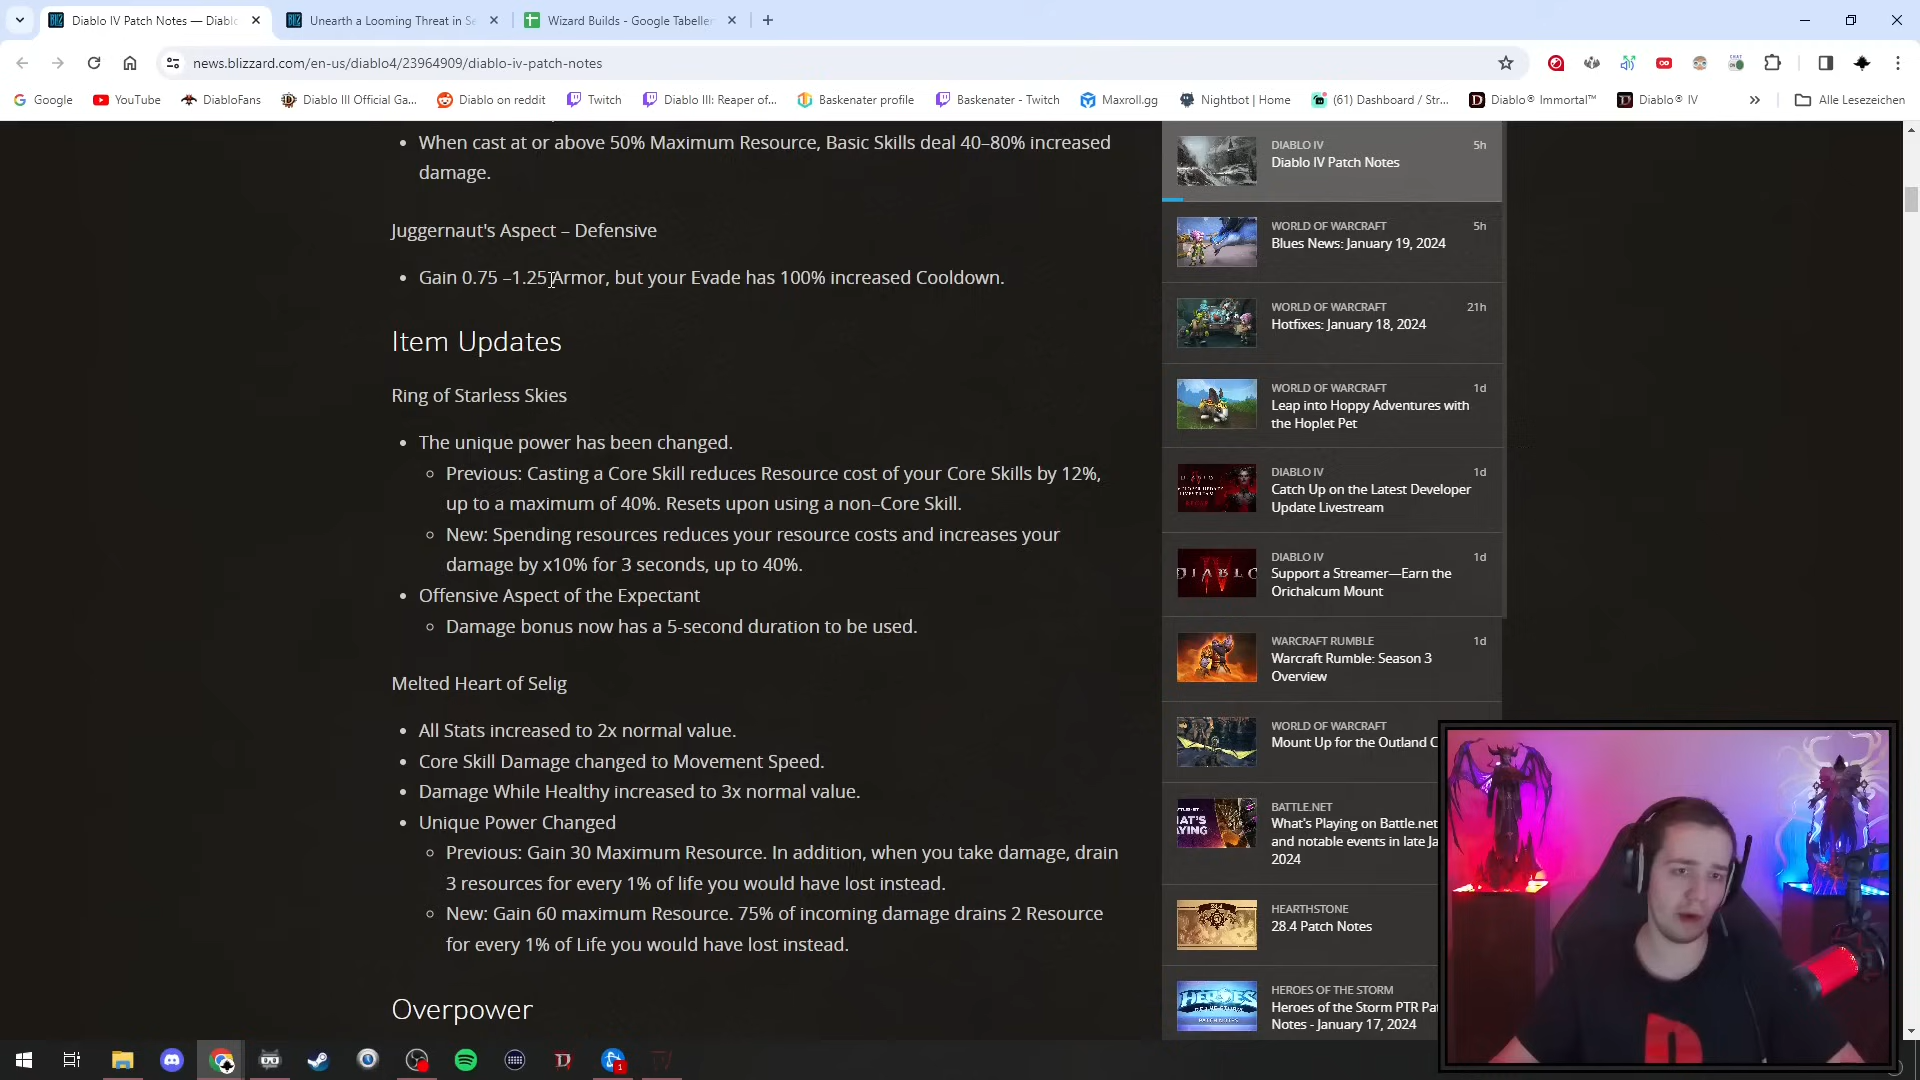 Diablo IV Patch Notes — Diablo
Unearth a Looming Threat in Se
Wizard Builds - Google Tabeller
news.blizzard.com/en-us/diablo4/23964909/diablo-iv-patch-notes
Google
YouTube
DiabloFans
Diablo III Official Ga...
Diablo on reddit
Twitch
Diablo III: Reaper of...
Baskenater profile
Baskenater - Twitch
Maxroll.gg
Nightbot | Home
(61) Dashboard / Str...
Diablo® Immortal™
Diablo® IV
Alle Lesezeichen
• When cast at or above 50% Maximum Resource, Basic Skills deal 40–80% increased
damage.
Juggernaut's Aspect – Defensive
• Gain 0.75 –1.25 Armor, but your Evade has 100% increased Cooldown.
Item Updates
Ring of Starless Skies
• The unique power has been changed.
○ Previous: Casting a Core Skill reduces Resource cost of your Core Skills by 12%,
up to a maximum of 40%. Resets upon using a non–Core Skill.
○ New: Spending resources reduces your resource costs and increases your
damage by x10% for 3 seconds, up to 40%.
• Offensive Aspect of the Expectant
○ Damage bonus now has a 5-second duration to be used.
Melted Heart of Selig
• All Stats increased to 2x normal value.
• Core Skill Damage changed to Movement Speed.
• Damage While Healthy increased to 3x normal value.
• Unique Power Changed
○ Previous: Gain 30 Maximum Resource. In addition, when you take damage, drain
3 resources for every 1% of life you would have lost instead.
○ New: Gain 60 maximum Resource. 75% of incoming damage drains 2 Resource
for every 1% of Life you would have lost instead.
Overpower
DIABLO IV 5h
Diablo IV Patch Notes
WORLD OF WARCRAFT 5h
Blues News: January 19, 2024
WORLD OF WARCRAFT 21h
Hotfixes: January 18, 2024
WORLD OF WARCRAFT 1d
Leap into Hoppy Adventures with
the Hoplet Pet
DIABLO IV 1d
Catch Up on the Latest Developer
Update Livestream
DIABLO IV 1d
Support a Streamer—Earn the
Orichalcum Mount
DIABLO
WARCRAFT RUMBLE 1d
Warcraft Rumble: Season 3
Overview
WORLD OF WARCRAFT
Mount Up for the Outland C
BATTLE.NET
What's Playing on Battle.net
and notable events in late Ja
2024
HEARTHSTONE
28.4 Patch Notes
28.4
HEROES OF THE STORM
Heroes of the Storm PTR Pat
Notes - January 17, 2024
1